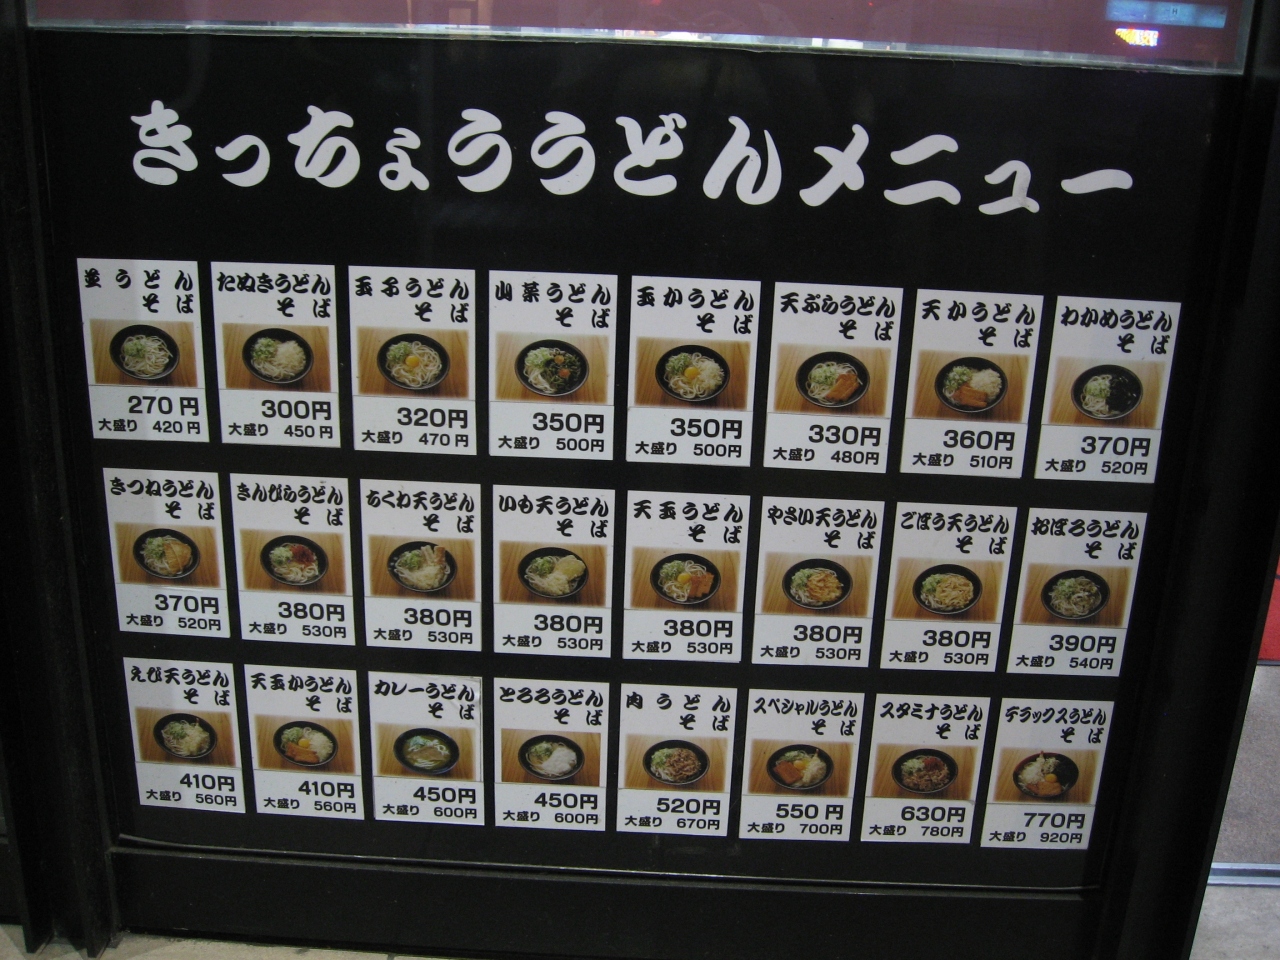 きっちょううどんメニュー
並うどん
そば
270円
大盛り 420円
たぬきうどん
そば
300円
大盛り 450円
玉子うどん
そば
320円
大盛り 470円
山菜うどん
そば
350円
大盛り 500円
玉かうどん
そば
350円
大盛り 500円
天ぷらうどん
そば
330円
大盛り 480円
天かうどん
そば
360円
大盛り 510円
わかめうどん
そば
370円
大盛り 520円
きつねうどん
そば
370円
大盛り 520円
きんぴらうどん
そば
380円
大盛り 530円
ちくわ天うどん
そば
380円
大盛り 530円
いも天うどん
そば
380円
大盛り 530円
天玉うどん
そば
380円
大盛り 530円
やさい天うどん
そば
380円
大盛り 530円
ごぼう天うどん
そば
380円
大盛り 530円
おぼろうどん
そば
390円
大盛り 540円
えび天うどん
そば
410円
大盛り 560円
天玉かうどん
そば
410円
大盛り 560円
カレーうどん
そば
450円
大盛り 600円
とろろうどん
そば
450円
大盛り 600円
肉うどん
そば
520円
大盛り 670円
スペシャルうどん
そば
550円
大盛り 700円
スタミナうどん
そば
630円
大盛り 780円
デラックスうどん
そば
770円
大盛り 920円